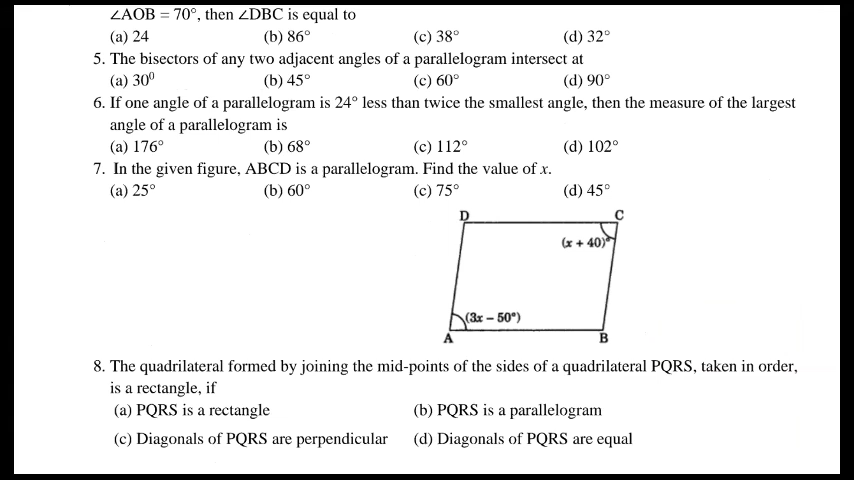 ∠AOB = 70°, then ∠DBC is equal to
(a) 24 (b) 86° (c) 38° (d) 32°
5. The bisectors of any two adjacent angles of a parallelogram intersect at
(a) 30⁰ (b) 45° (c) 60° (d) 90°
6. If one angle of a parallelogram is 24° less than twice the smallest angle, then the measure of the largest
angle of a parallelogram is
(a) 176° (b) 68° (c) 112° (d) 102°
7. In the given figure, ABCD is a parallelogram. Find the value of x.
(a) 25° (b) 60° (c) 75° (d) 45°
D C
(x + 40)°
(3x – 50°)
A B
8. The quadrilateral formed by joining the mid-points of the sides of a quadrilateral PQRS, taken in order,
is a rectangle, if
(a) PQRS is a rectangle (b) PQRS is a parallelogram
(c) Diagonals of PQRS are perpendicular (d) Diagonals of PQRS are equal